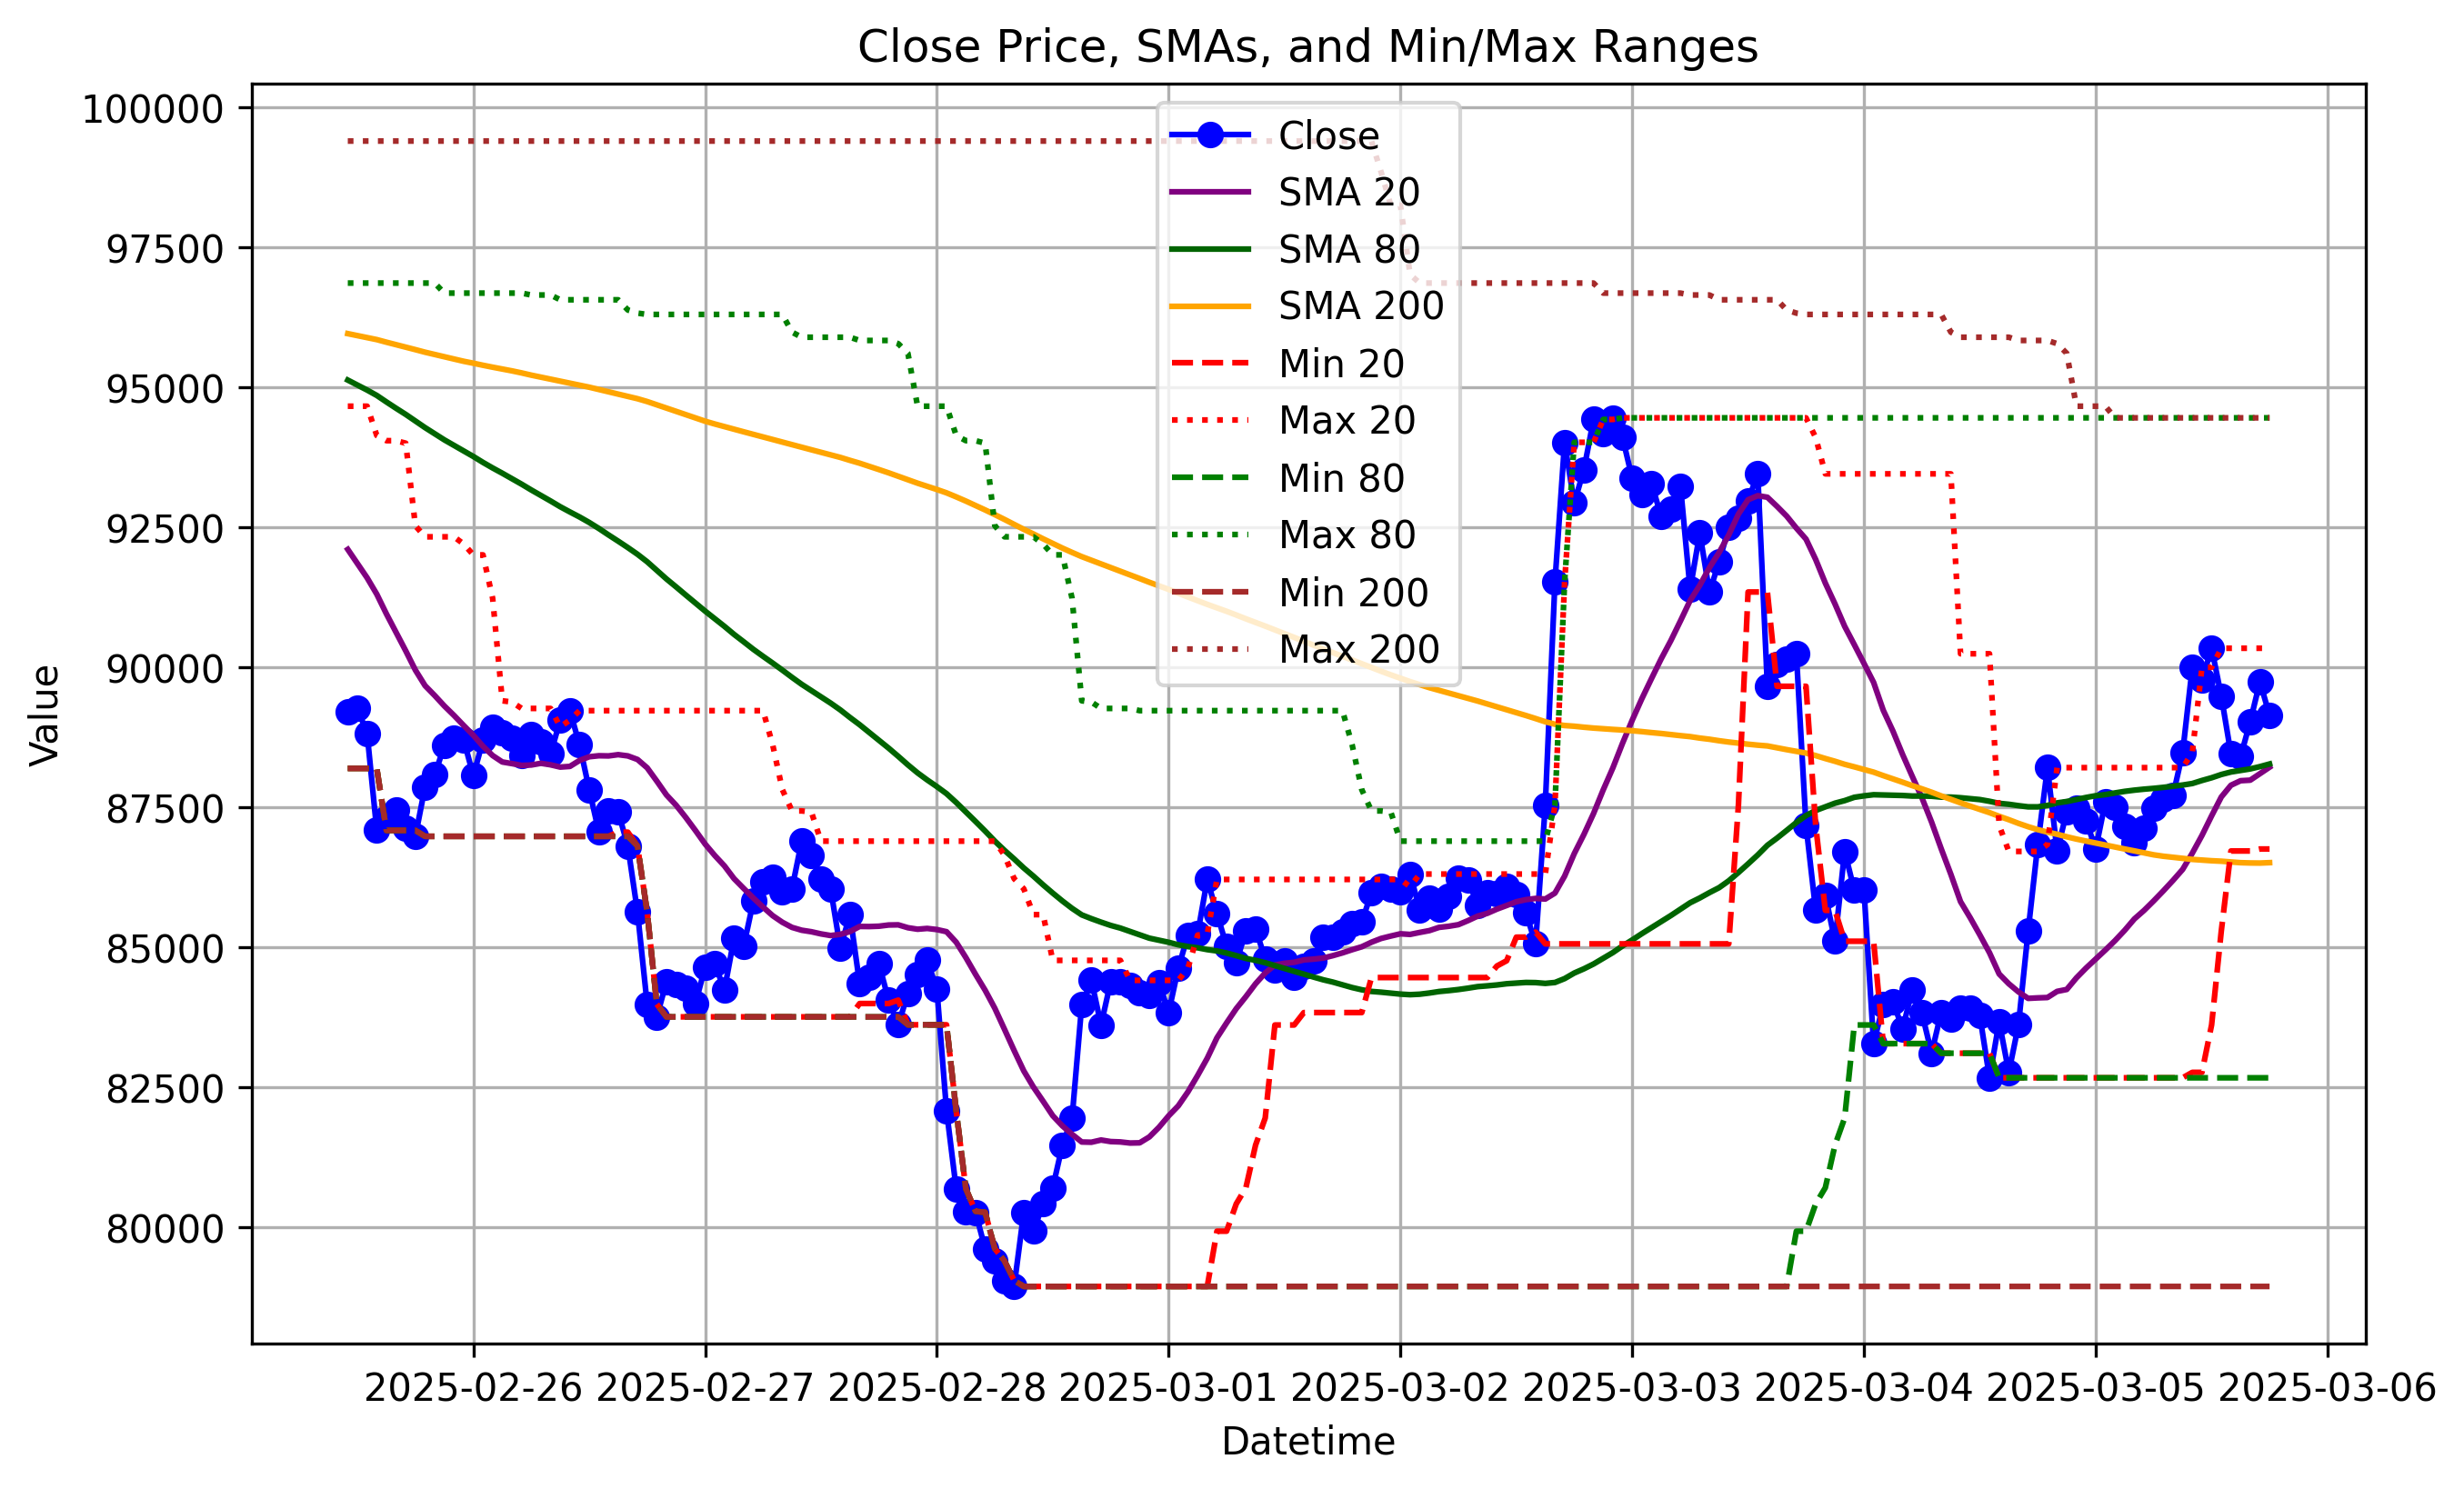 Close Price, SMAs, and Min/Max Ranges
100000
97500
95000
92500
90000
87500
85000
82500
80000
Value
Close
SMA 20
SMA 80
SMA 200
Min 20
Max 20
Min 80
Max 80
Min 200
Max 200
2025-02-26 2025-02-27 2025-02-28 2025-03-01 2025-03-02 2025-03-03 2025-03-04 2025-03-05 2025-03-06
Datetime